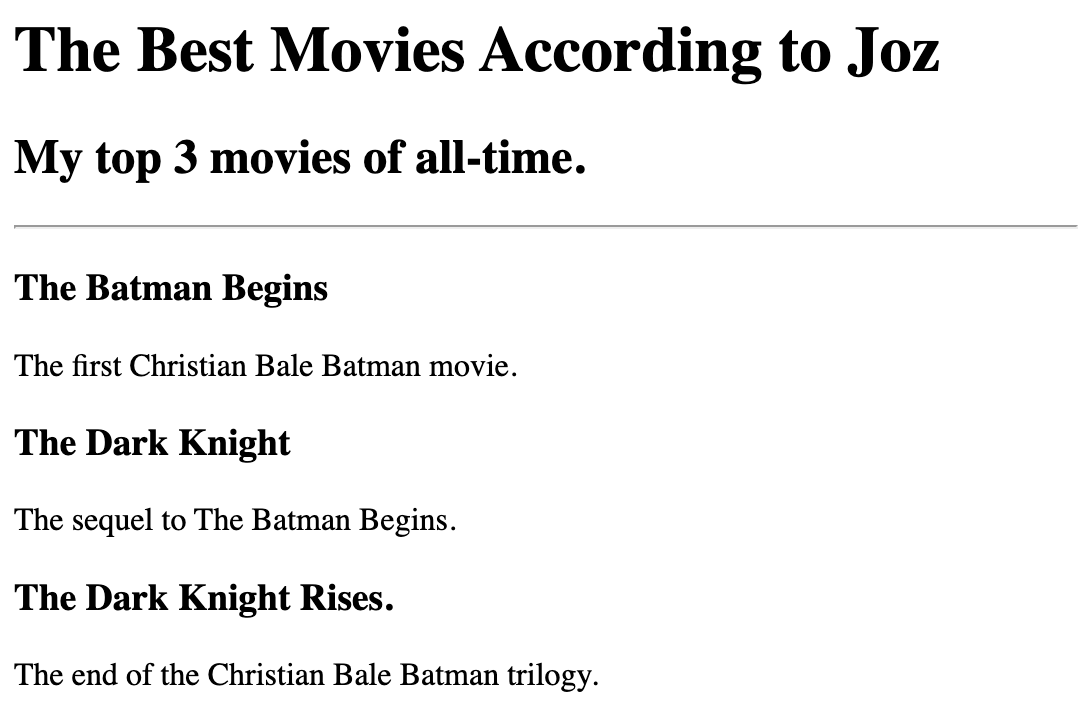 The Best Movies According to Joz
My top 3 movies of all-time.
The Batman Begins
The first Christian Bale Batman movie.
The Dark Knight
The sequel to The Batman Begins.
The Dark Knight Rises.
The end of the Christian Bale Batman trilogy.